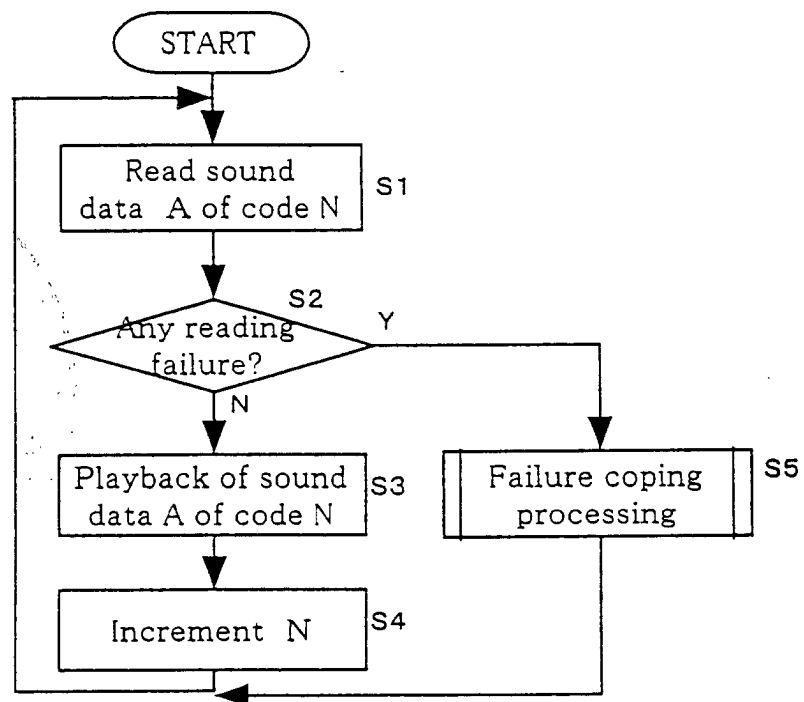 START
Read sound
data A of code N
S1
S2
Any reading
failure?
Y
N
Playback of sound
data A of code N
S3
Failure coping
processing
S5
Increment N
S4